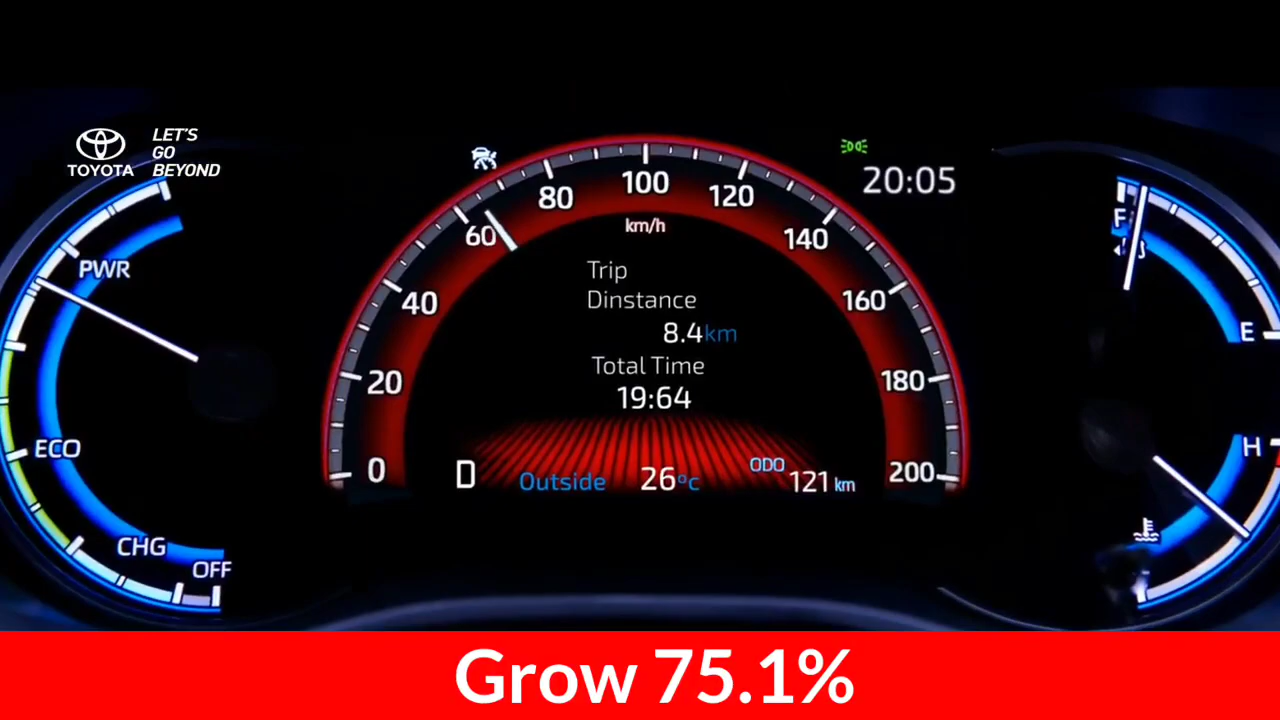 LET'S
GO
BEYOND
TOYOTA
20:05
80
100
120
60
km/h
140
40
160
20
180
0
200
Trip
Dinstance
8.4km
Total Time
19:64
D
Outside 26°c
ODO
121 km
PWR
ECO
CHG
OFF
F
E
H
Grow 75.1%